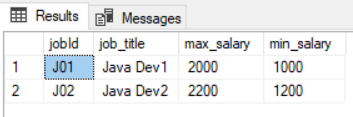 Results Messages
jobId job_title max_salary min_salary
1 J01 Java Dev1 2000 1000
2 J02 Java Dev2 2200 1200